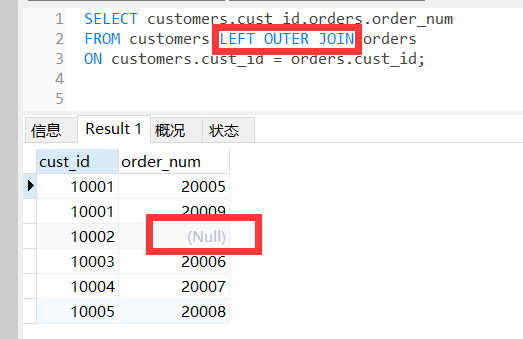 1 SELECT customers.cust_id,orders.order_num
2 FROM customers LEFT OUTER JOIN orders
3 ON customers.cust_id = orders.cust_id;
4
5
信息 Result 1 概况 状态
cust_id order_num
10001 20005
10001 20009
10002 (Null)
10003 20006
10004 20007
10005 20008